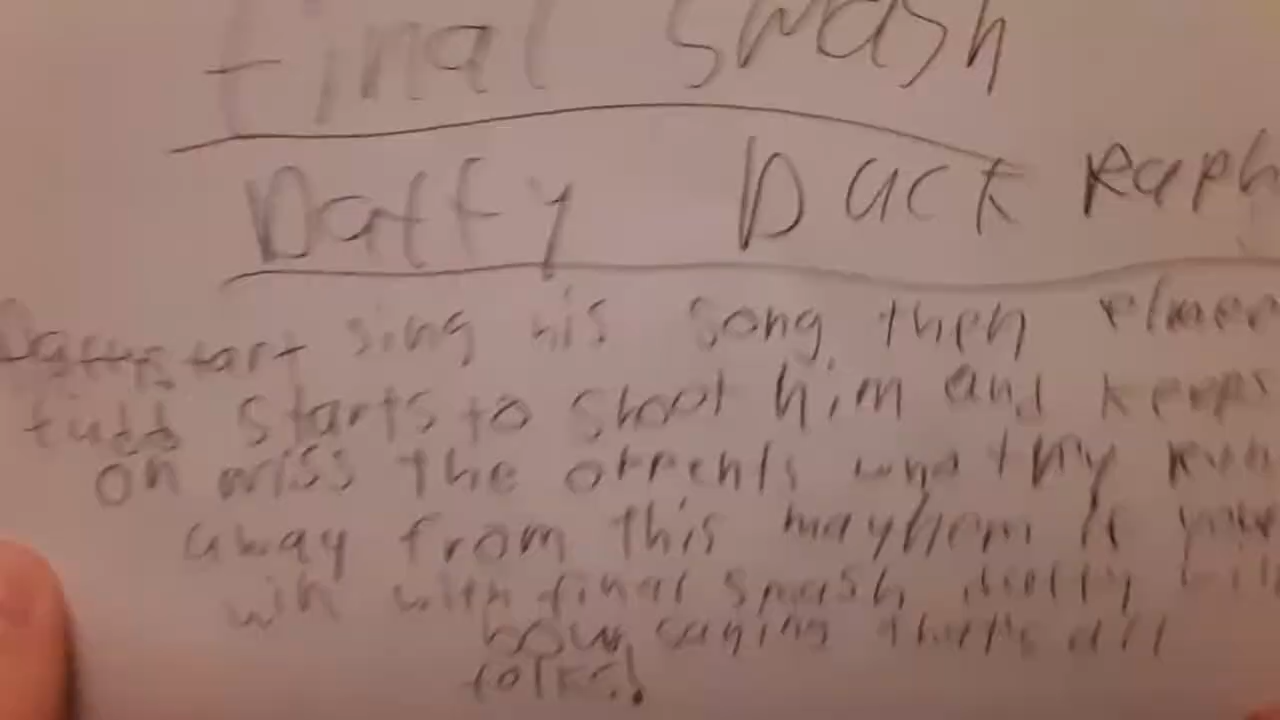 final smash
Daffy Duck Raph
Daffy start sing his song then elmer
fudd starts to shoot him and keeps
on miss the who try run
away from this mayhem If you
win with final smash daffy will
bow saying that's all
folks!